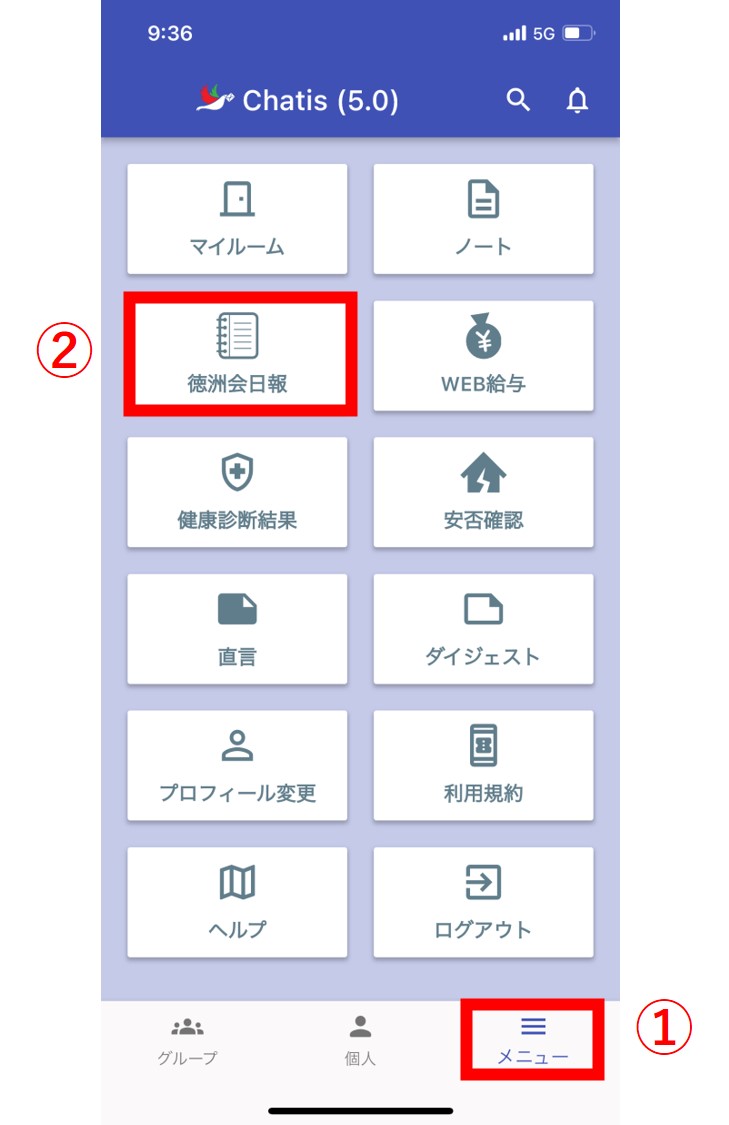 9:36 5G
Chatis (5.0)
マイルーム ノート
② 徳洲会日報 WEB給与
健康診断結果 安否確認
直言 ダイジェスト
プロフィール変更 利用規約
ヘルプ ログアウト
グループ 個人 メニュー ①